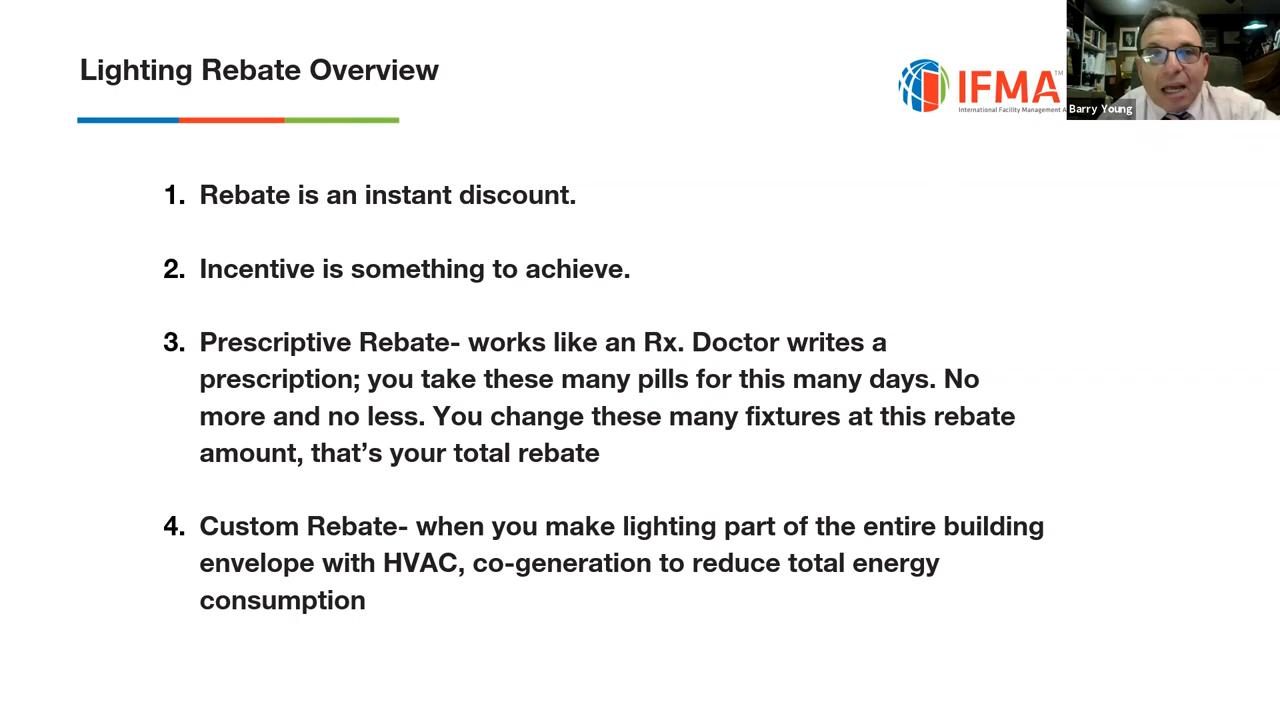 Lighting Rebate Overview
IFMA™
International Facility Management A
Barry Young
1. Rebate is an instant discount.
2. Incentive is something to achieve.
3. Prescriptive Rebate- works like an Rx. Doctor writes a
prescription; you take these many pills for this many days. No
more and no less. You change these many fixtures at this rebate
amount, that’s your total rebate
4. Custom Rebate- when you make lighting part of the entire building
envelope with HVAC, co-generation to reduce total energy
consumption